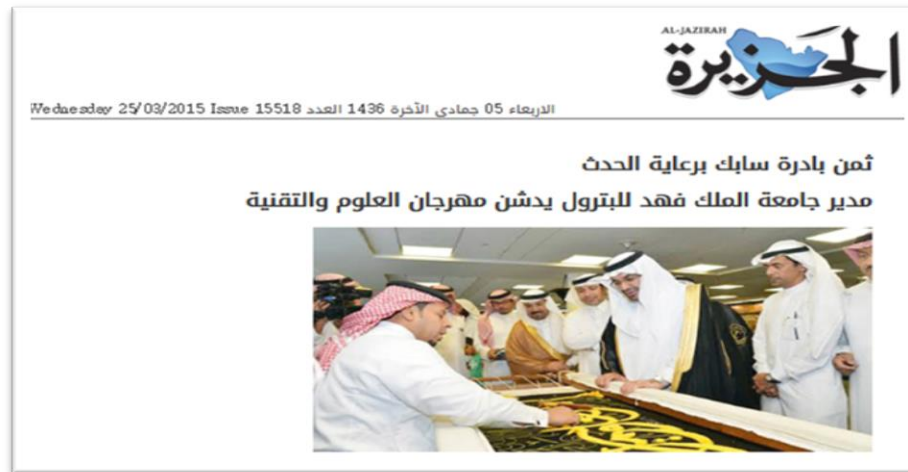 AL-JAZIRAH
الجزيرة
الاربعاء 05 جمادى الآخرة 1436 العدد 15518 Wednesday 25/03/2015 Issue
ثمن بادرة سابك برعاية الحدث
مدير جامعة الملك فهد للبترول يدشن مهرجان العلوم والتقنية